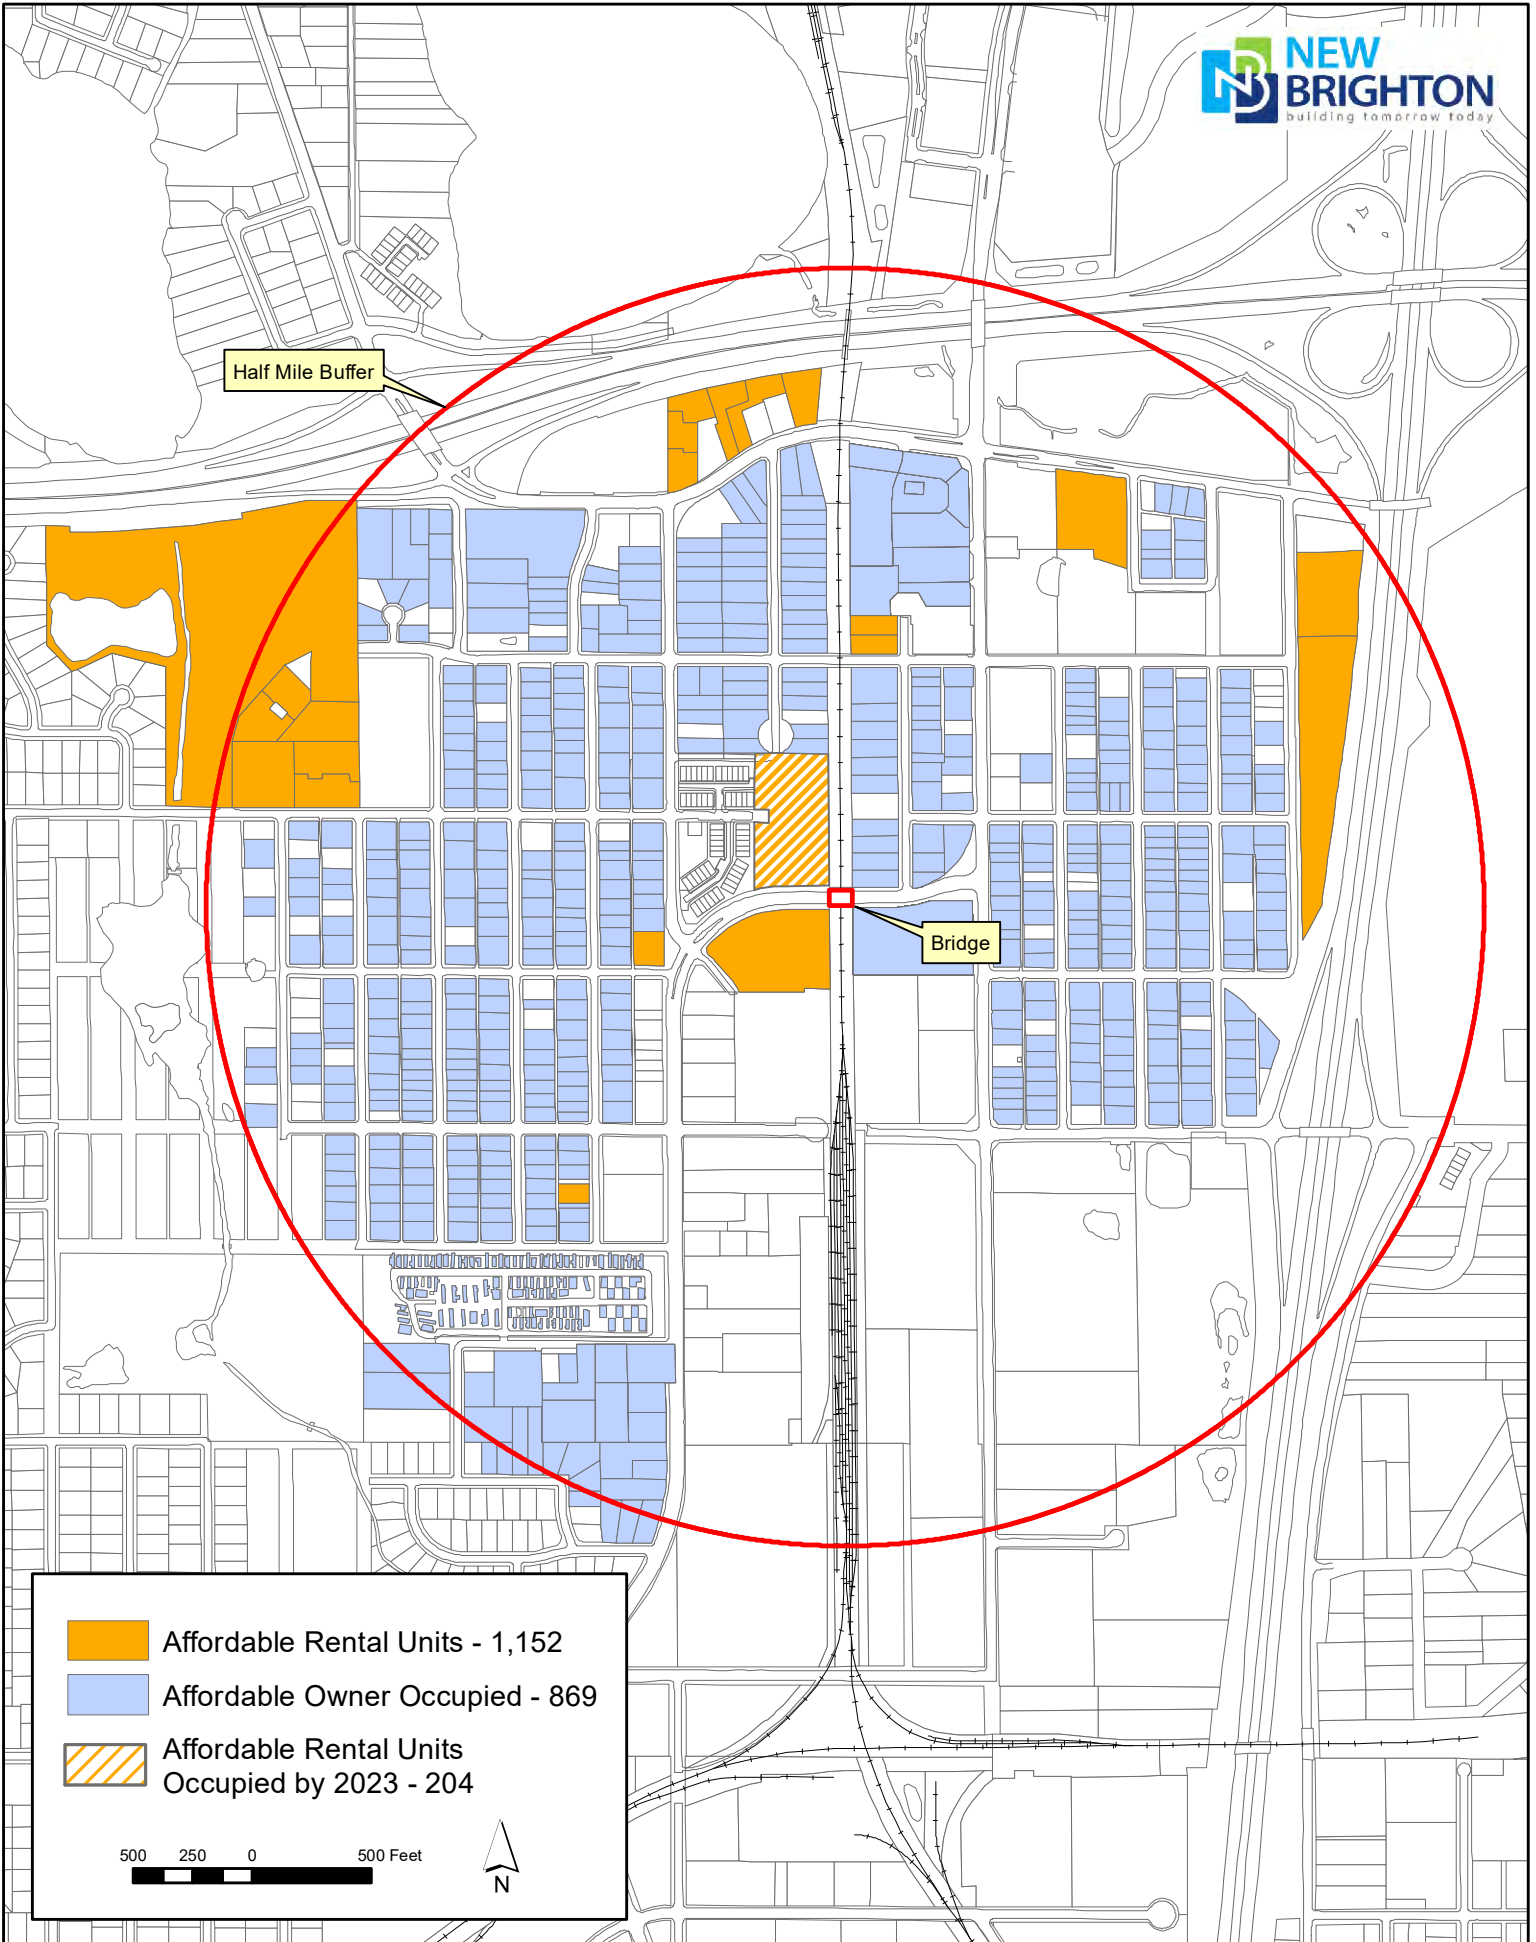 NEW
BRIGHTON
building tomorrow today
Half Mile Buffer
Bridge
Affordable Rental Units - 1,152
Affordable Owner Occupied - 869
Affordable Rental Units
Occupied by 2023 - 204
500 250 0 500 Feet
N